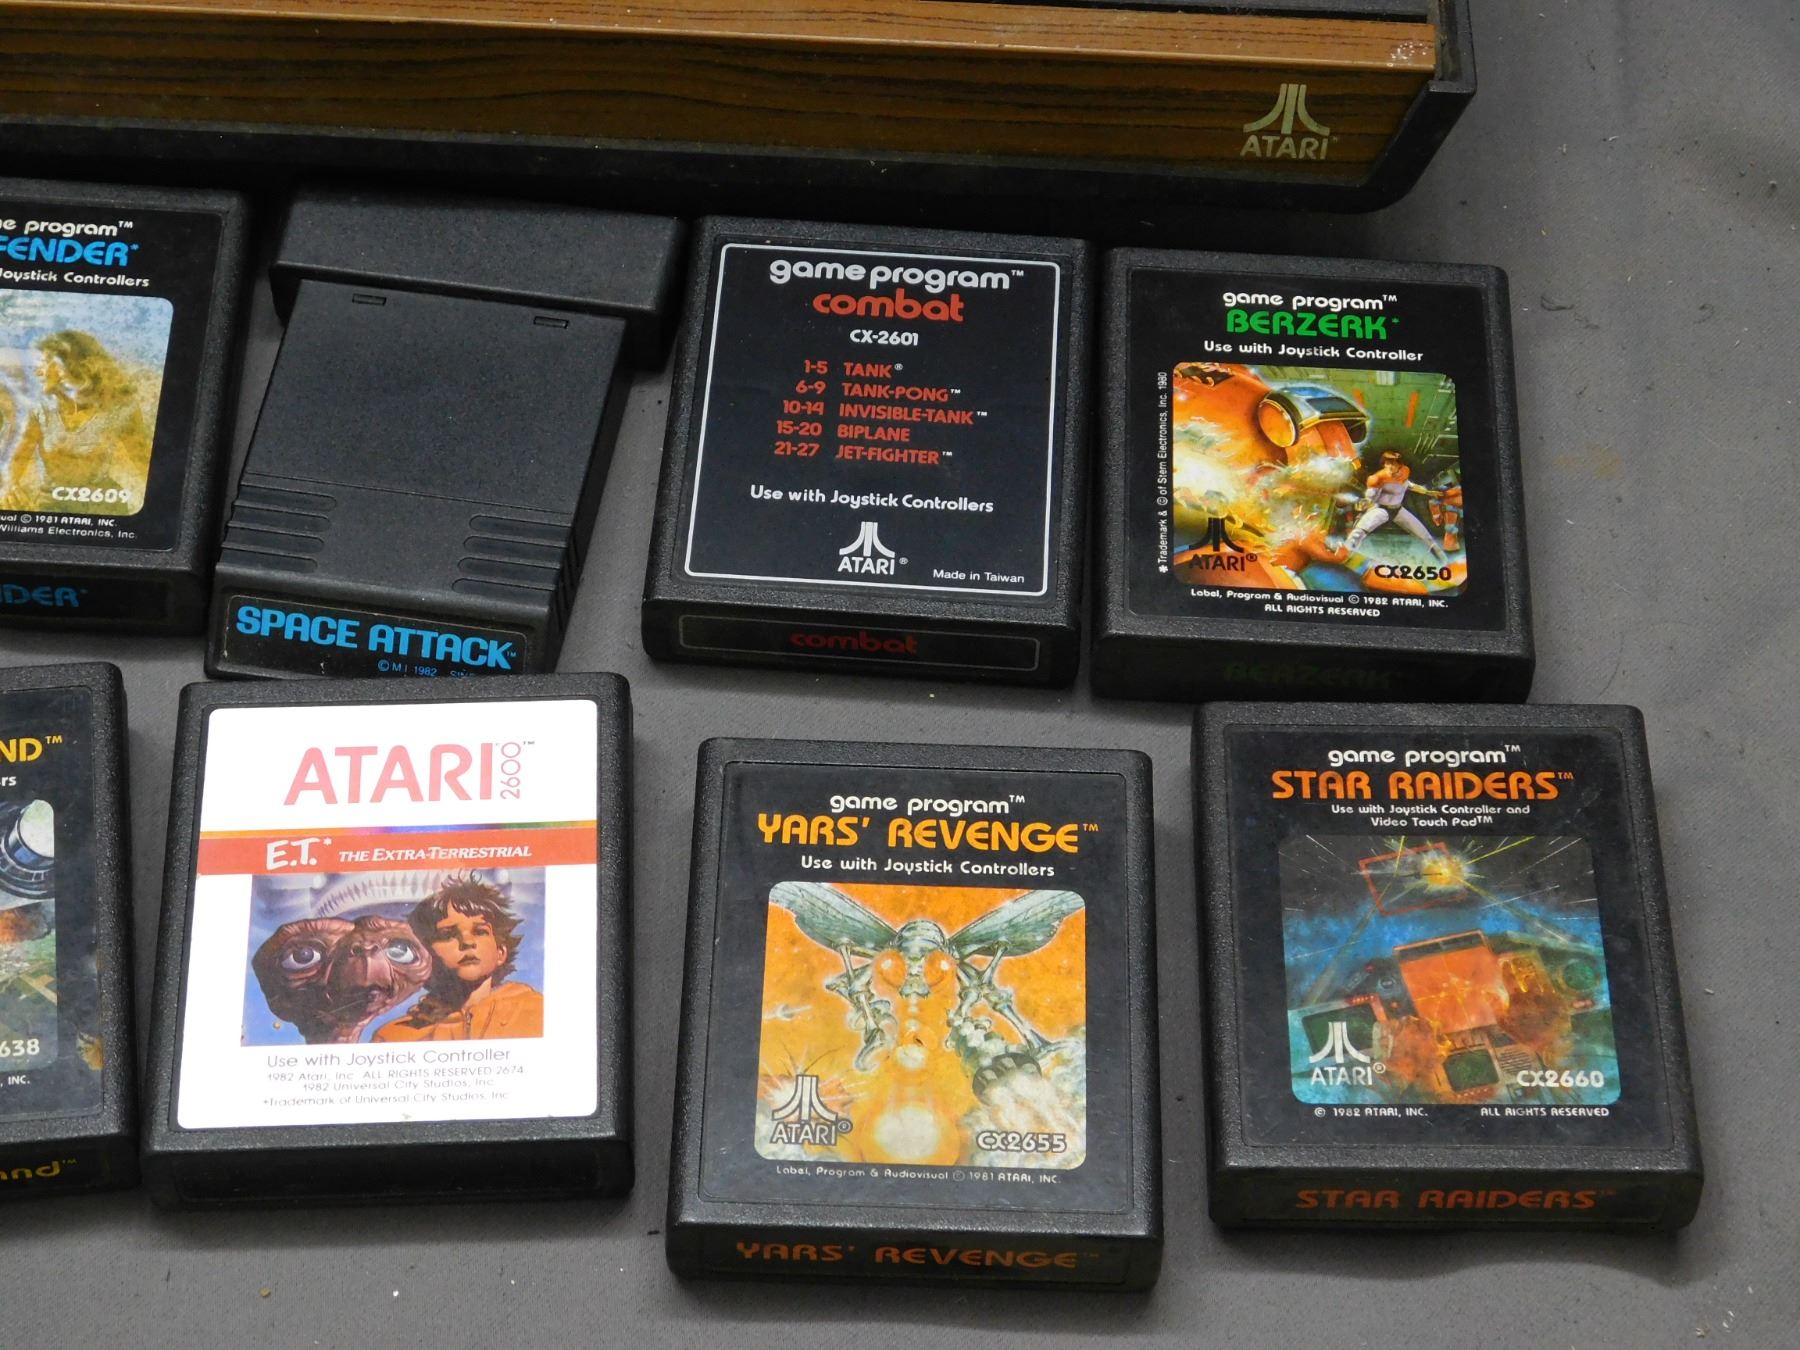 ATARI
game program™
FENDER*
Joystick Controllers
CX2609
© 1981 ATARI, INC.
Williams Electronics, Inc.
DER*
SPACE ATTACK™
© M.I 1982
game program™
combat
CX-2601
1-5 TANK®
6-9 TANK-PONG™
10-14 INVISIBLE-TANK™
15-20 BIPLANE
21-27 JET-FIGHTER™
Use with Joystick Controllers
ATARI®
Made in Taiwan
combat
game program™
BERZERK*
Use with Joystick Controller
* Trademark & © of Stern Electronics, Inc. 1980
ATARI®
CX2650
Label, Program & Audiovisual © 1982 ATARI, INC.
ALL RIGHTS RESERVED
BERZERK*
ND™
rs
638
, INC.
and™
ATARI 2600™
E.T.* THE EXTRA-TERRESTRIAL
Use with Joystick Controller
1982 Atari, Inc. ALL RIGHTS RESERVED 2674
1982 Universal City Studios, Inc.
*Trademark of Universal City Studios, Inc.
game program™
YARS' REVENGE™
Use with Joystick Controllers
ATARI®
CX2655
Label, Program & Audiovisual © 1981 ATARI, INC.
YARS' REVENGE™
game program™
STAR RAIDERS™
Use with Joystick Controller and
Video Touch Pad™
ATARI®
CX2660
© 1982 ATARI, INC. ALL RIGHTS RESERVED
STAR RAIDERS™